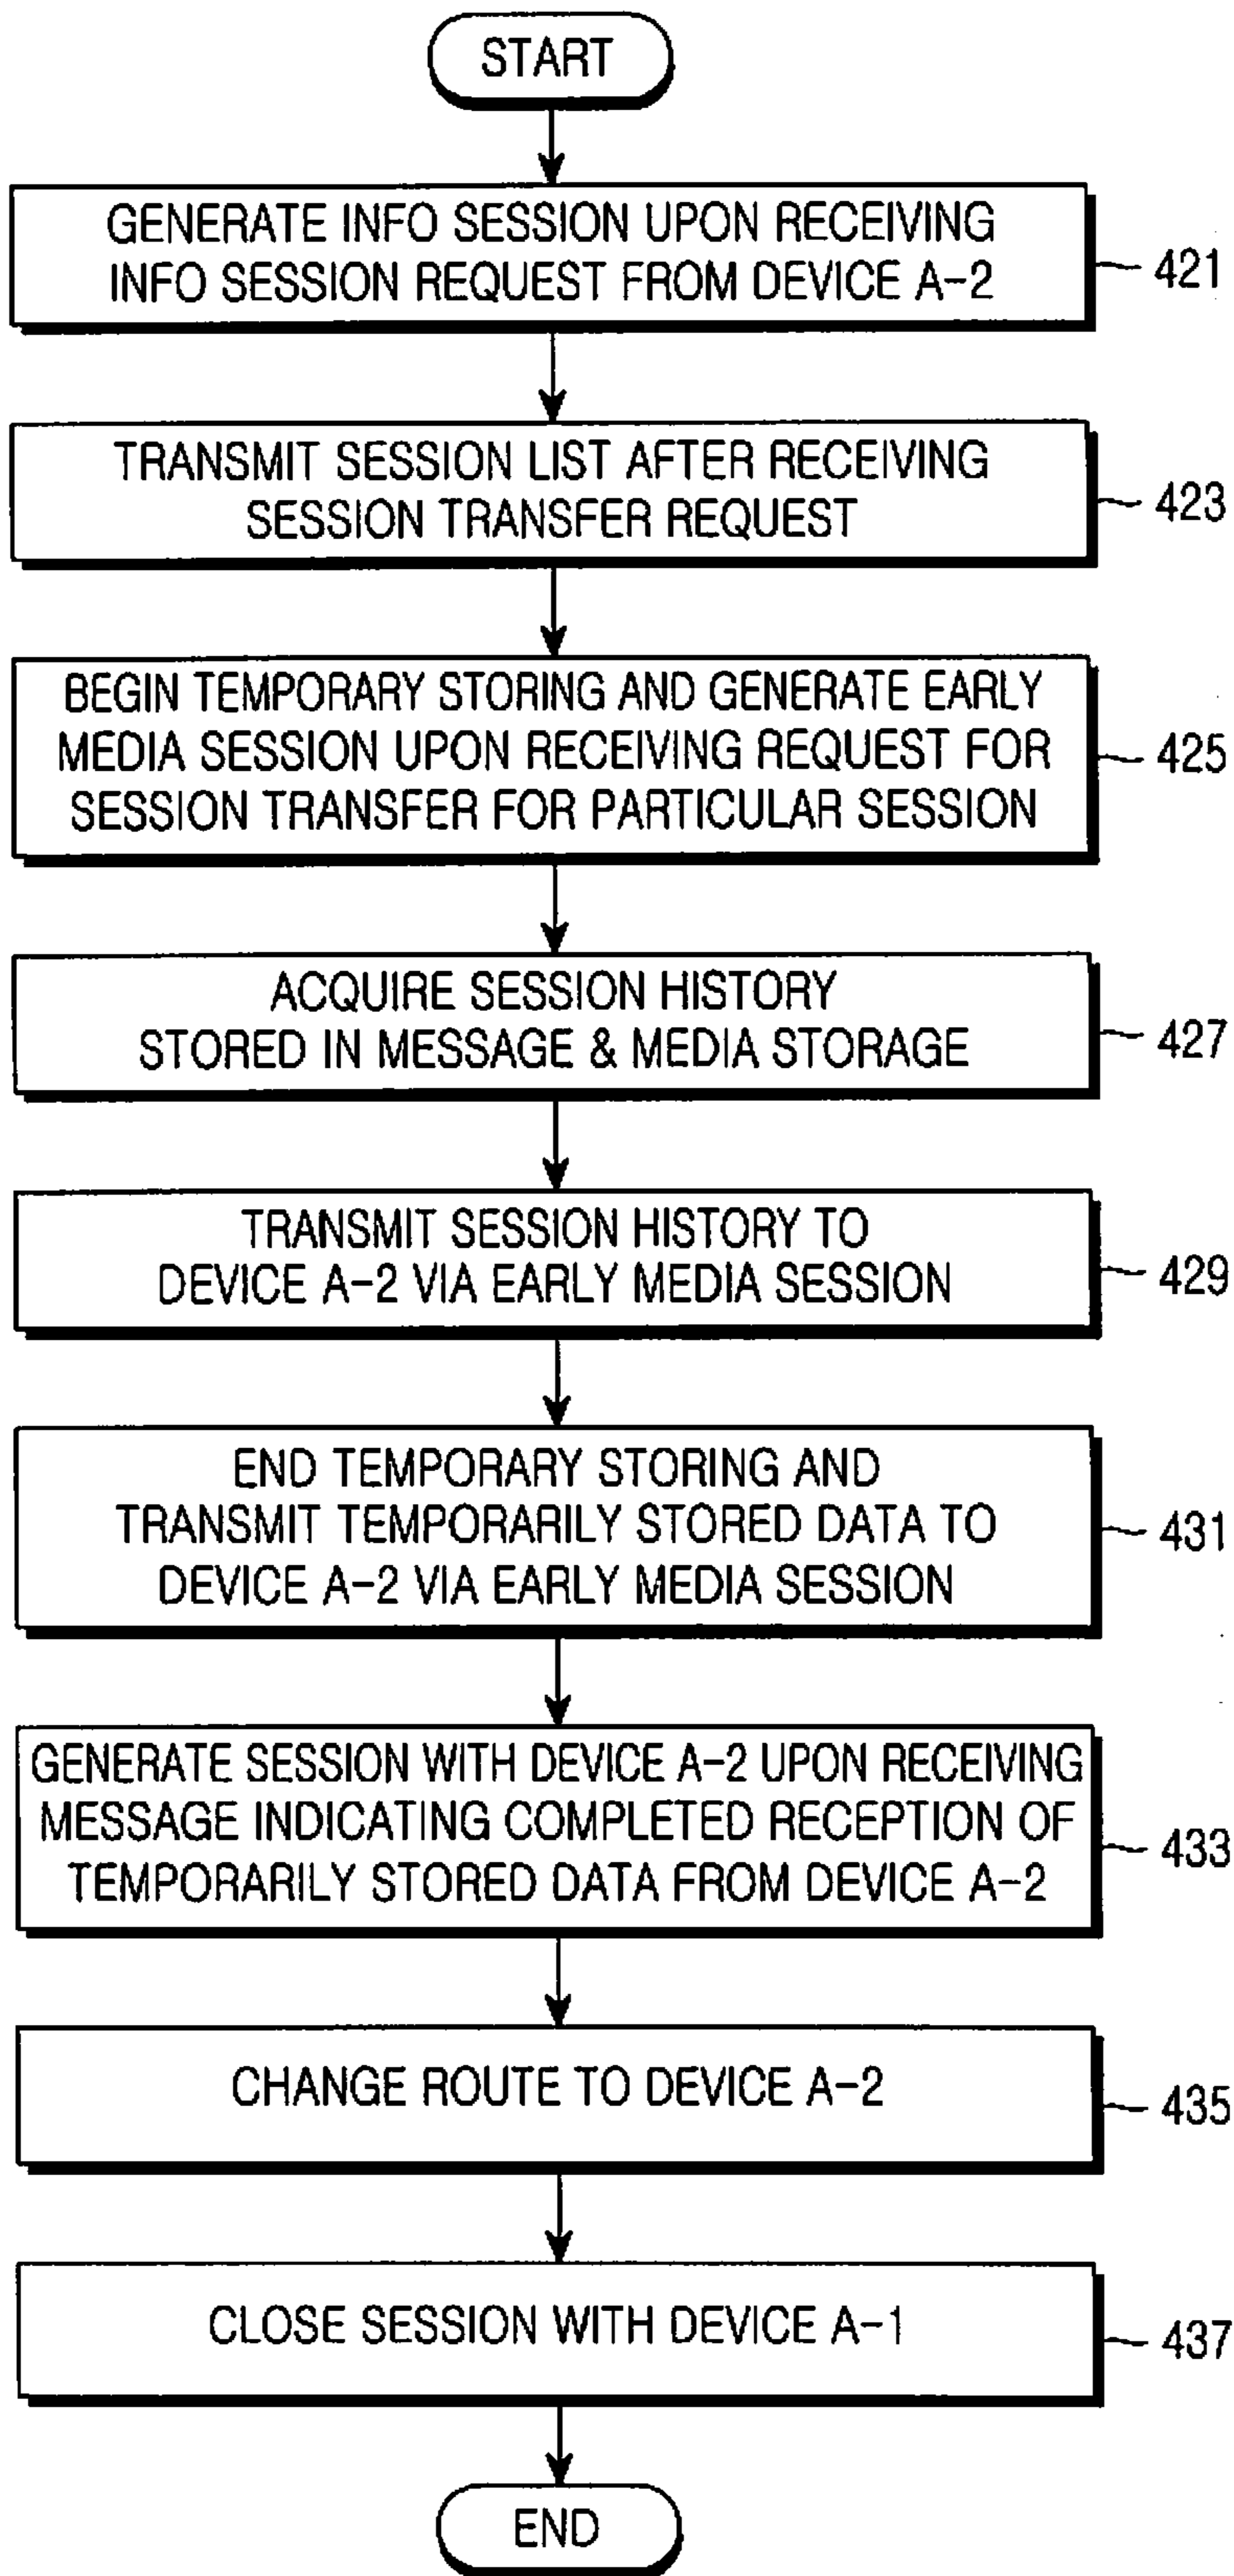 START
GENERATE INFO SESSION UPON RECEIVING
INFO SESSION REQUEST FROM DEVICE A-2
421
TRANSMIT SESSION LIST AFTER RECEIVING
SESSION TRANSFER REQUEST
423
BEGIN TEMPORARY STORING AND GENERATE EARLY
MEDIA SESSION UPON RECEIVING REQUEST FOR
SESSION TRANSFER FOR PARTICULAR SESSION
425
ACQUIRE SESSION HISTORY
STORED IN MESSAGE & MEDIA STORAGE
427
TRANSMIT SESSION HISTORY TO
DEVICE A-2 VIA EARLY MEDIA SESSION
429
END TEMPORARY STORING AND
TRANSMIT TEMPORARILY STORED DATA TO
DEVICE A-2 VIA EARLY MEDIA SESSION
431
GENERATE SESSION WITH DEVICE A-2 UPON RECEIVING
MESSAGE INDICATING COMPLETED RECEPTION OF
TEMPORARILY STORED DATA FROM DEVICE A-2
433
CHANGE ROUTE TO DEVICE A-2
435
CLOSE SESSION WITH DEVICE A-1
437
END